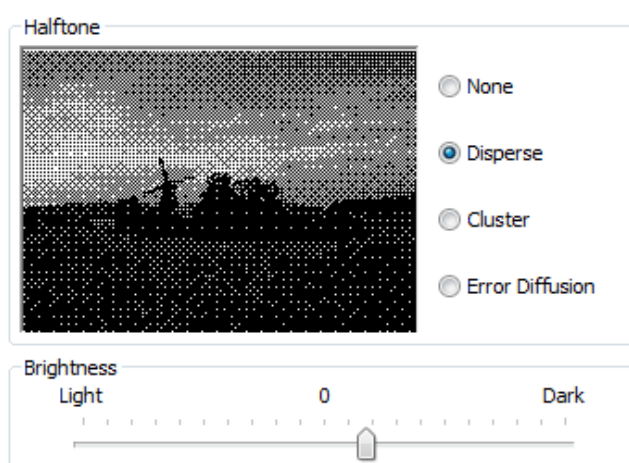 Halftone
None
Disperse
Cluster
Error Diffusion
Brightness
Light 0 Dark